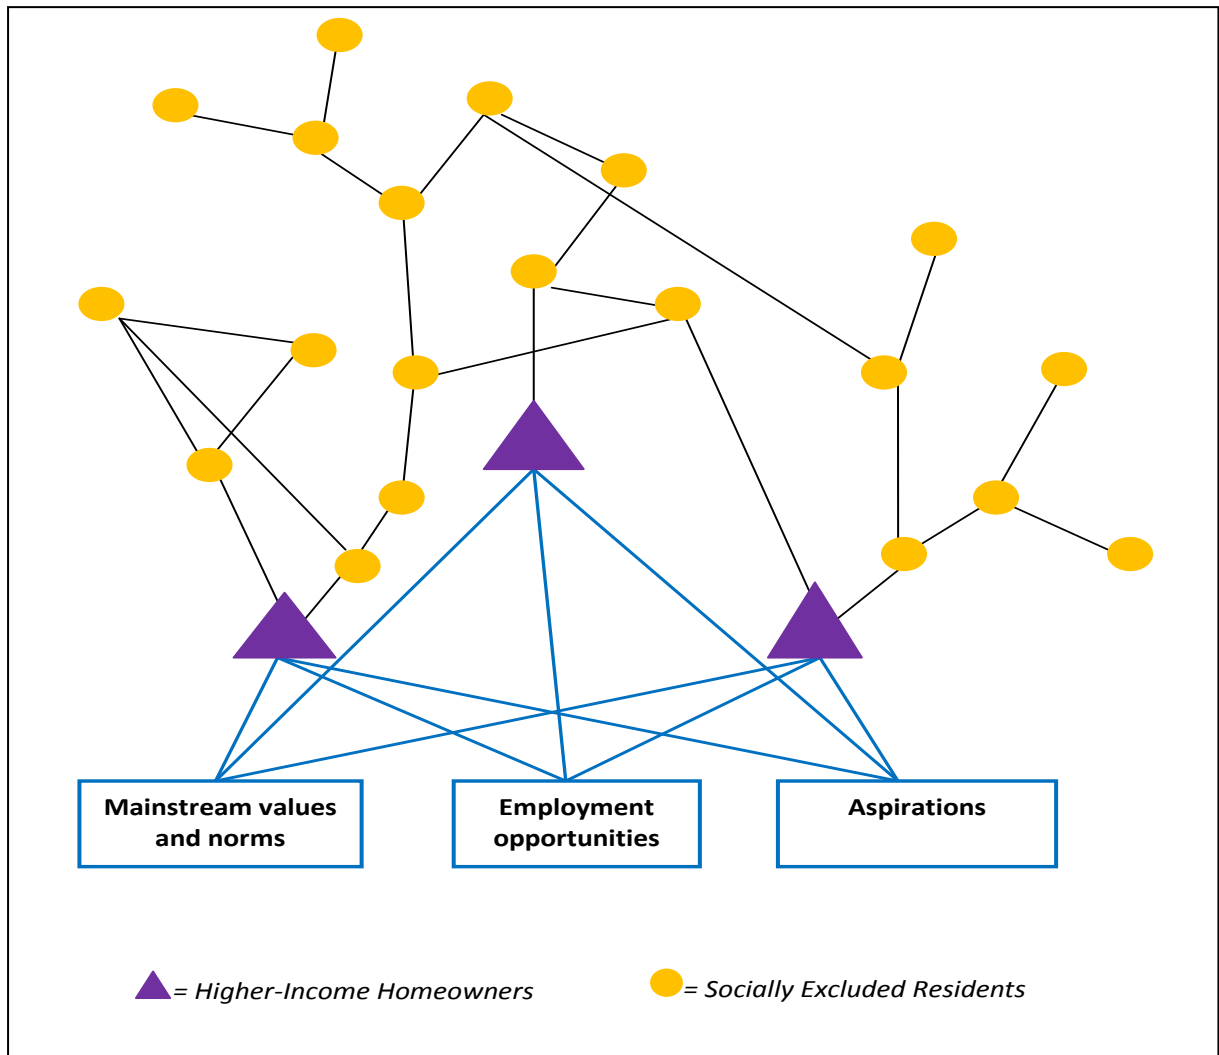 Mainstream values
and norms
Employment
opportunities
Aspirations
= Higher-Income Homeowners
= Socially Excluded Residents